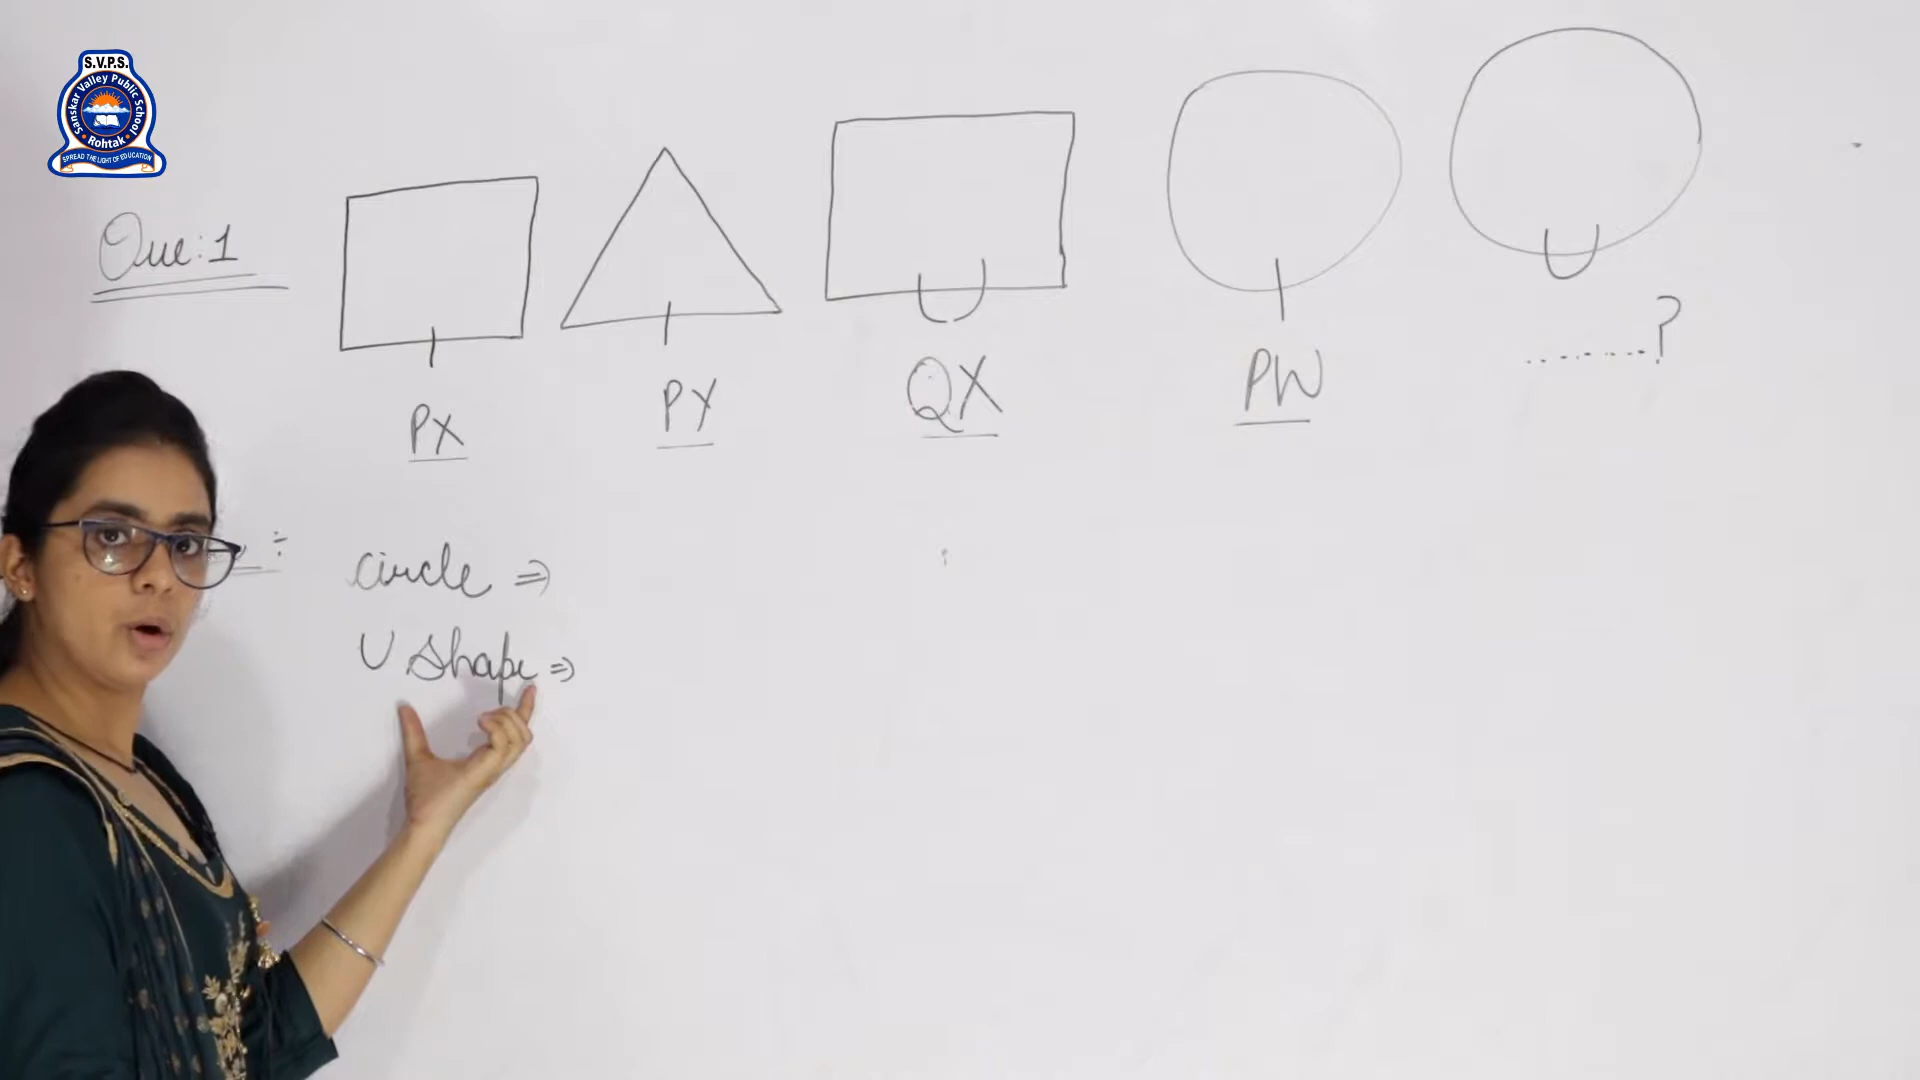 S.V.P.S.
Sanskar Valley Public School
Rohtak
SPREAD THE LIGHT OF EDUCATION
Que:1
PX
PY
QX
PW
.........?
÷
Circle ⇒
U Shape ⇒